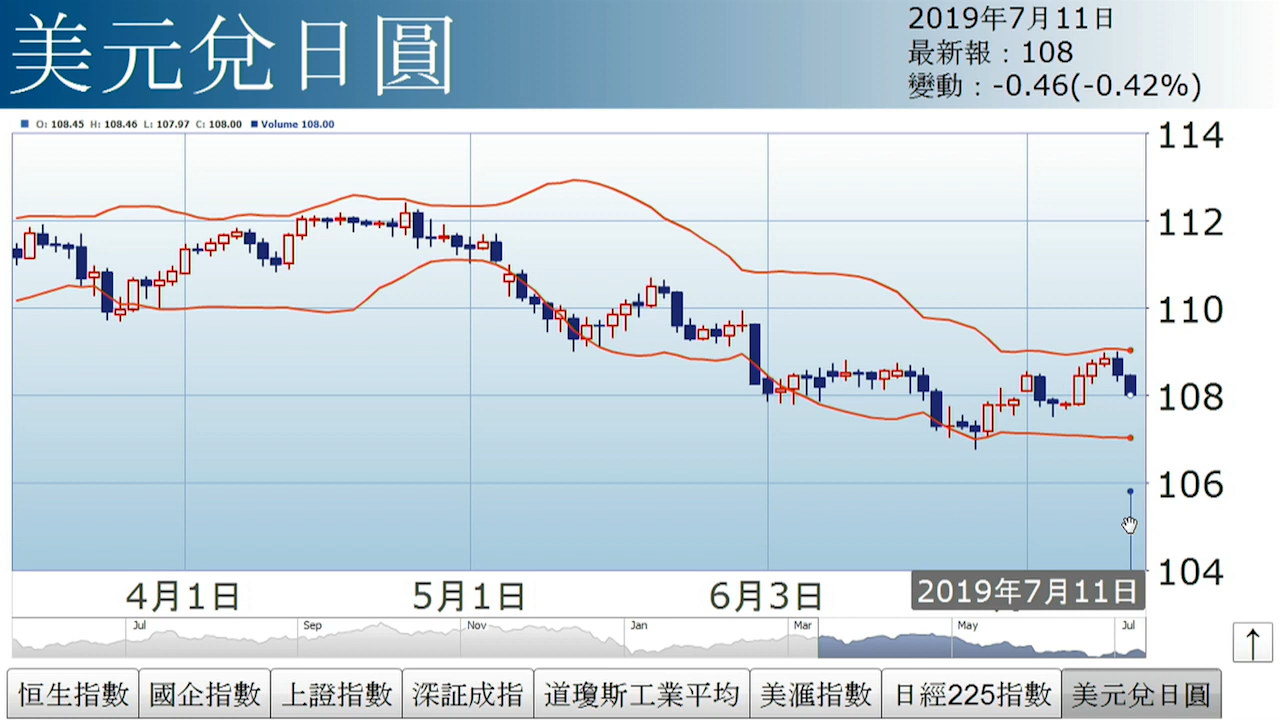 美元兌日圓
2019年7月11日
最新報：108
變動：-0.46(-0.42%)
O: 108.45 H: 108.46 L: 107.97 C: 108.00 Volume 108.00
114
112
110
108
106
104
4月1日 5月1日 6月3日 2019年7月11日
Jul Sep Nov Jan Mar May Jul
↑
恒生指數 國企指數 上證指數 深証成指 道瓊斯工業平均 美滙指數 日經225指數 美元兌日圓